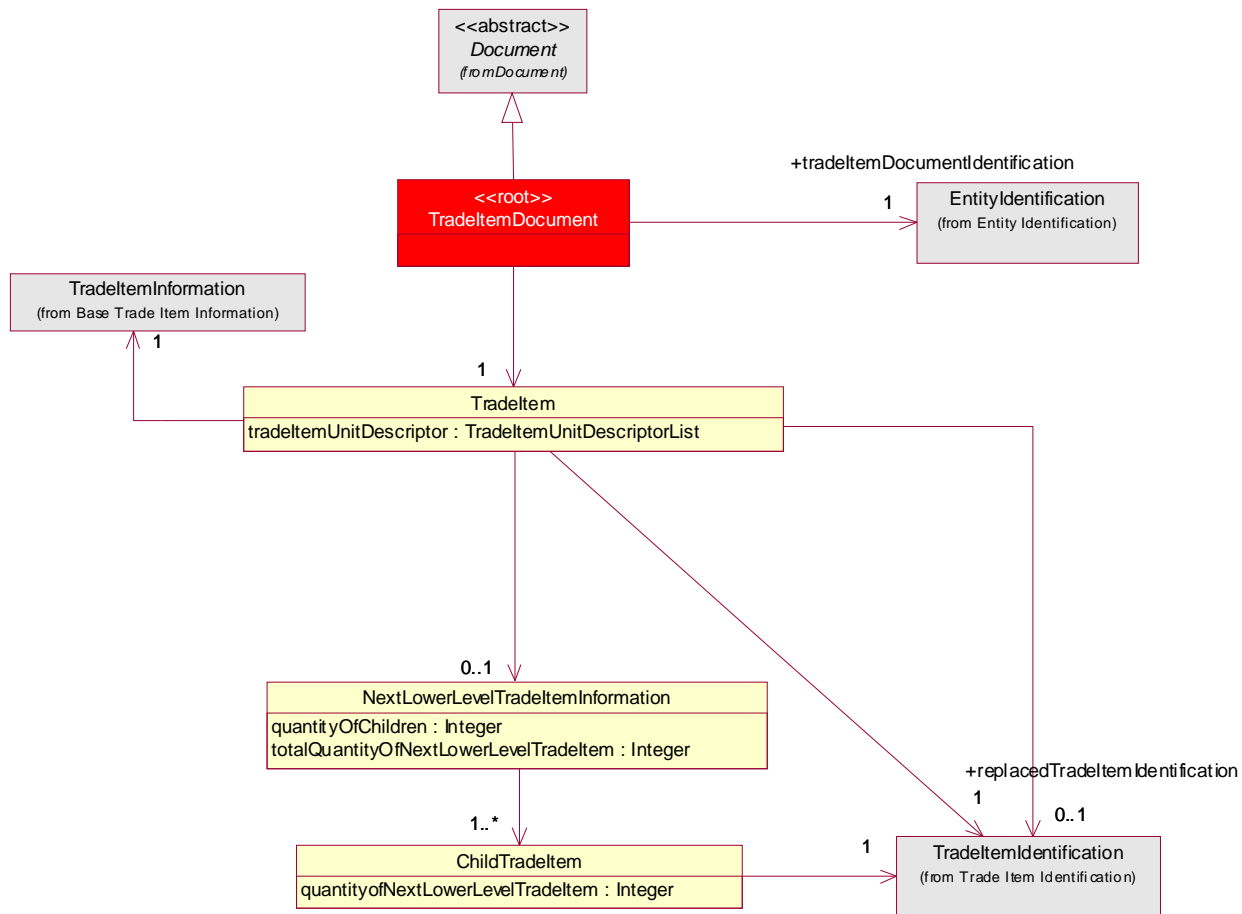 <<abstract>>
Document
(fromDocument)
+tradeItemDocumentIdentification
<<root>>
TradeItemDocument
1
EntityIdentification
(from Entity Identification)
TradeItemInformation
(from Base Trade Item Information)
1
1
TradeItem
tradeItemUnitDescriptor : TradeItemUnitDescriptorList
0..1
NextLowerLevelTradeItemInformation
quantityOfChildren : Integer
totalQuantityOfNextLowerLevelTradeItem : Integer
+replacedTradeItemIdentification
1
0..1
1..*
ChildTradeItem
quantityofNextLowerLevelTradeItem : Integer
1
TradeItemIdentification
(from Trade Item Identification)